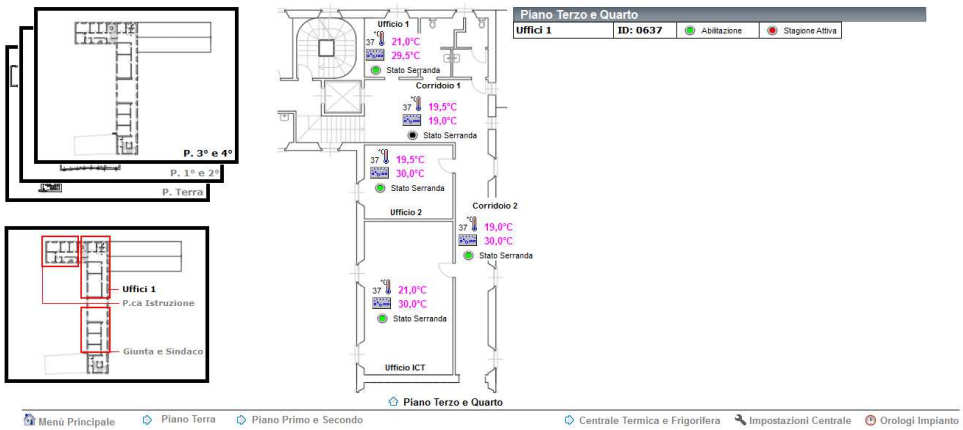 P. 3° e 4°
P. 1° e 2°
P. Terra
Uffici 1
P.ca Istruzione
Giunta e Sindaco
Ufficio 1
37 °C 21,0°C
29,5°C
Stato Serranda
Corridoio 1
37 °C 19,5°C
19,0°C
Stato Serranda
37 °C 19,5°C
30,0°C
Stato Serranda
Ufficio 2
Corridoio 2
37 °C 19,0°C
30,0°C
Stato Serranda
37 °C 21,0°C
30,0°C
Stato Serranda
Ufficio ICT
Piano Terzo e Quarto
Piano Terzo e Quarto
Uffici 1 ID: 0637 Abilitazione Stagione Attiva
Menù Principale Piano Terra Piano Primo e Secondo Centrale Termica e Frigorifera Impostazioni Centrale Orologi Impianto